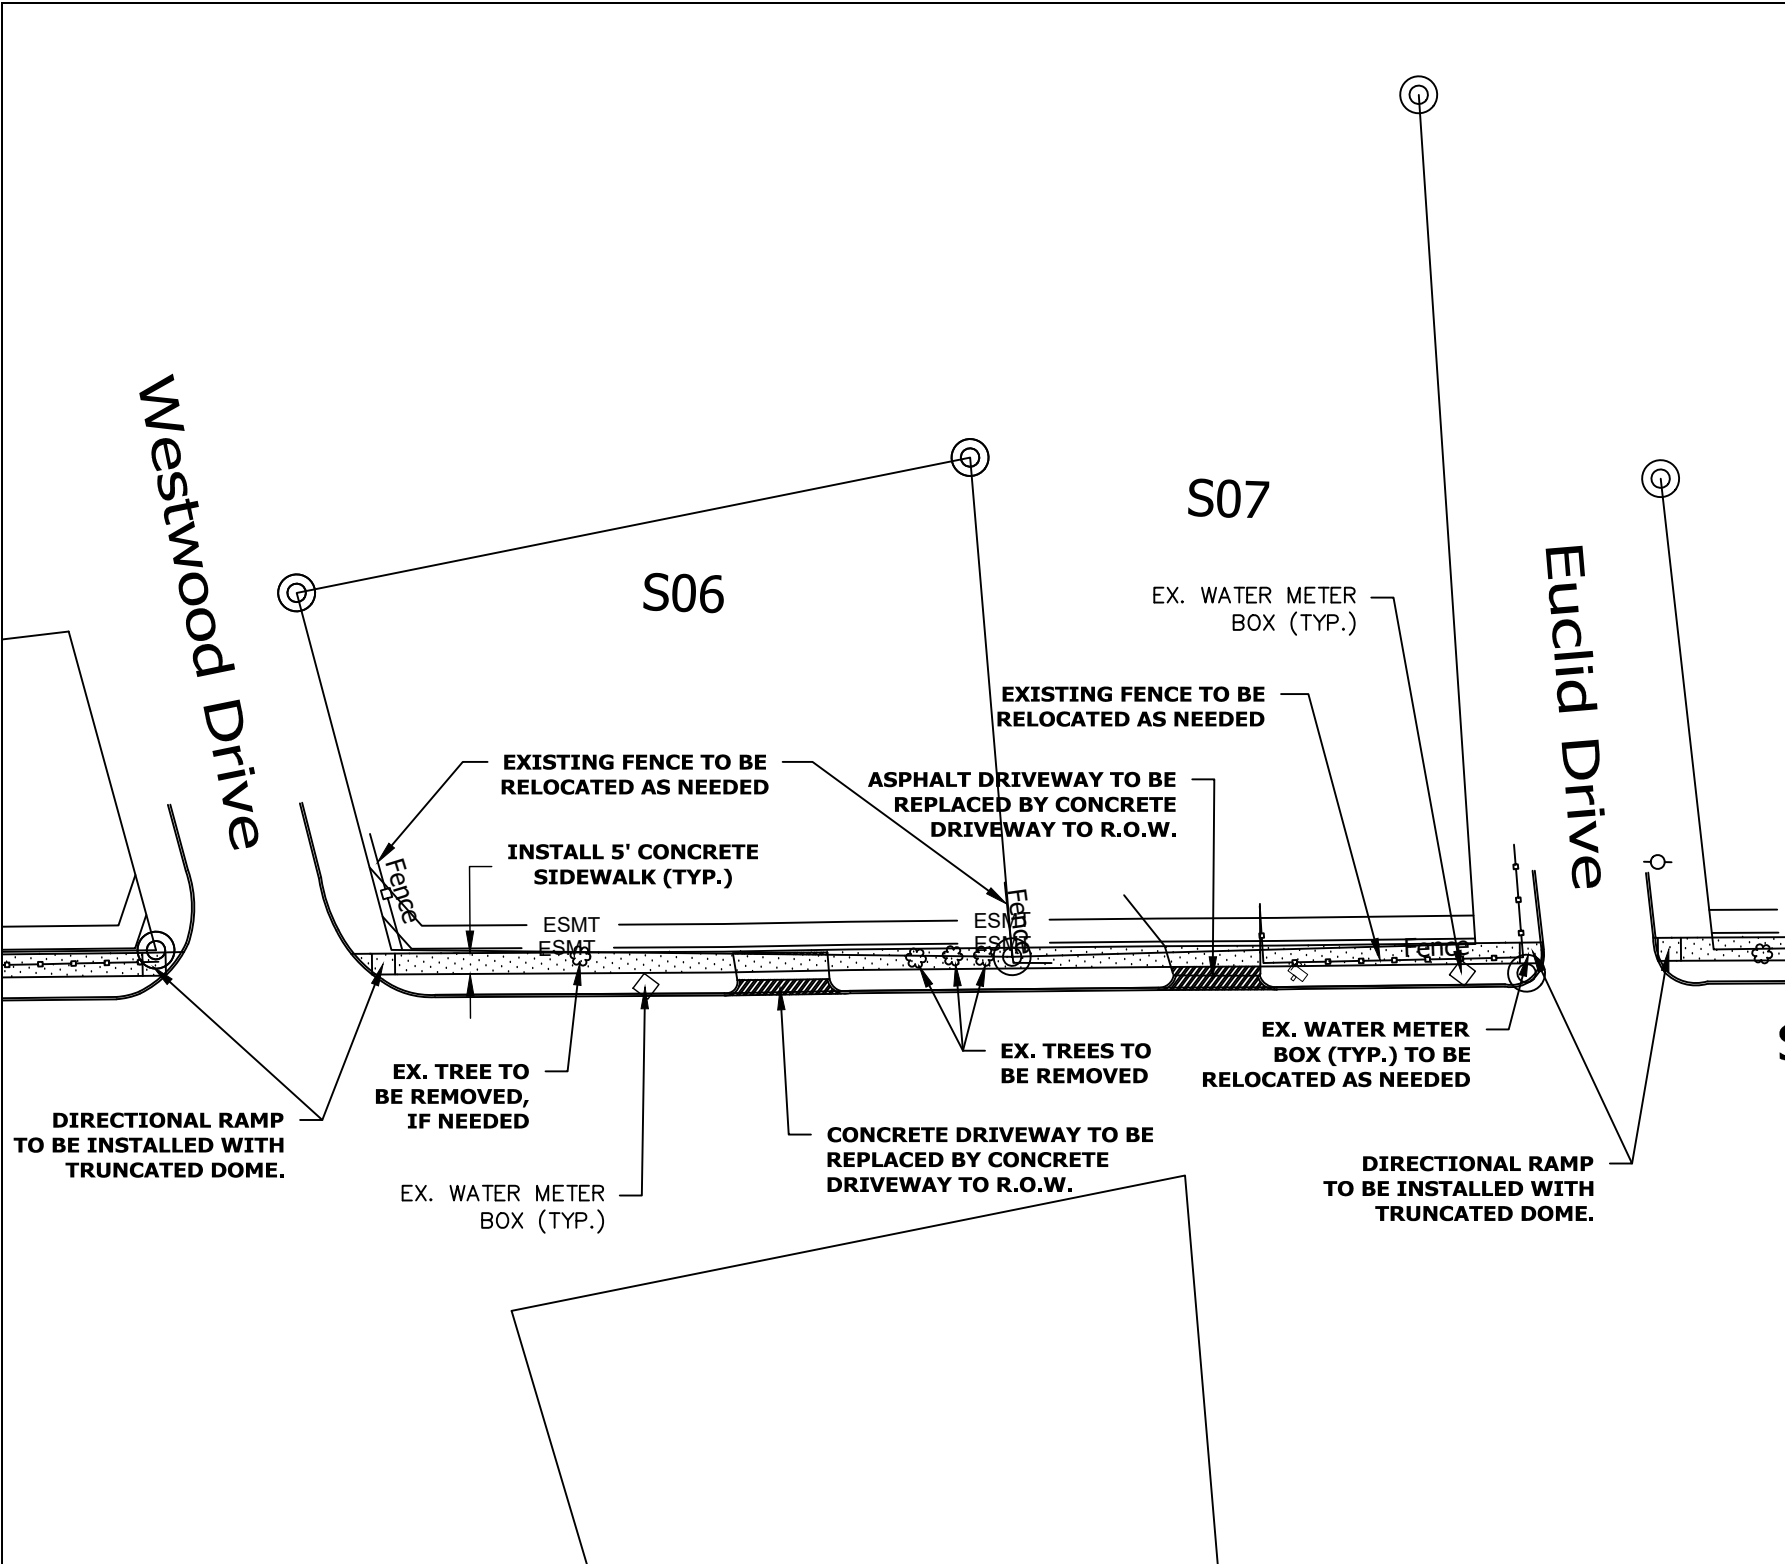 Westwood Drive
S06
S07
Euclid Drive
EX. WATER METER
BOX (TYP.)
EXISTING FENCE TO BE
RELOCATED AS NEEDED
EXISTING FENCE TO BE
RELOCATED AS NEEDED
ASPHALT DRIVEWAY TO BE
REPLACED BY CONCRETE
DRIVEWAY TO R.O.W.
INSTALL 5' CONCRETE
SIDEWALK (TYP.)
Fence
Fence
Fence
ESMT
ESMT
ESMT
ESMT
EX. TREE TO
BE REMOVED,
IF NEEDED
EX. TREES TO
BE REMOVED
EX. WATER METER
BOX (TYP.) TO BE
RELOCATED AS NEEDED
DIRECTIONAL RAMP
TO BE INSTALLED WITH
TRUNCATED DOME.
CONCRETE DRIVEWAY TO BE
REPLACED BY CONCRETE
DRIVEWAY TO R.O.W.
EX. WATER METER
BOX (TYP.)
DIRECTIONAL RAMP
TO BE INSTALLED WITH
TRUNCATED DOME.